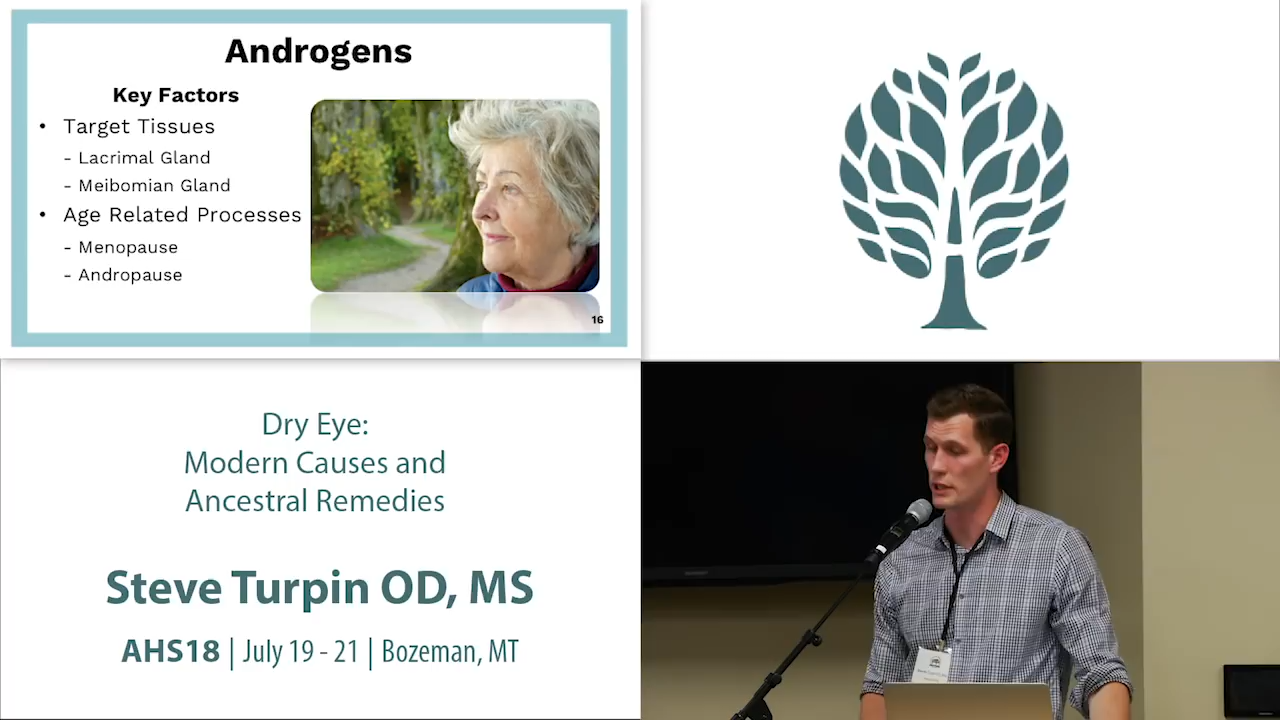 Androgens
Key Factors
• Target Tissues
- Lacrimal Gland
- Meibomian Gland
• Age Related Processes
- Menopause
- Andropause
16
Dry Eye:
Modern Causes and
Ancestral Remedies
Steve Turpin OD, MS
AHS18 | July 19 - 21 | Bozeman, MT